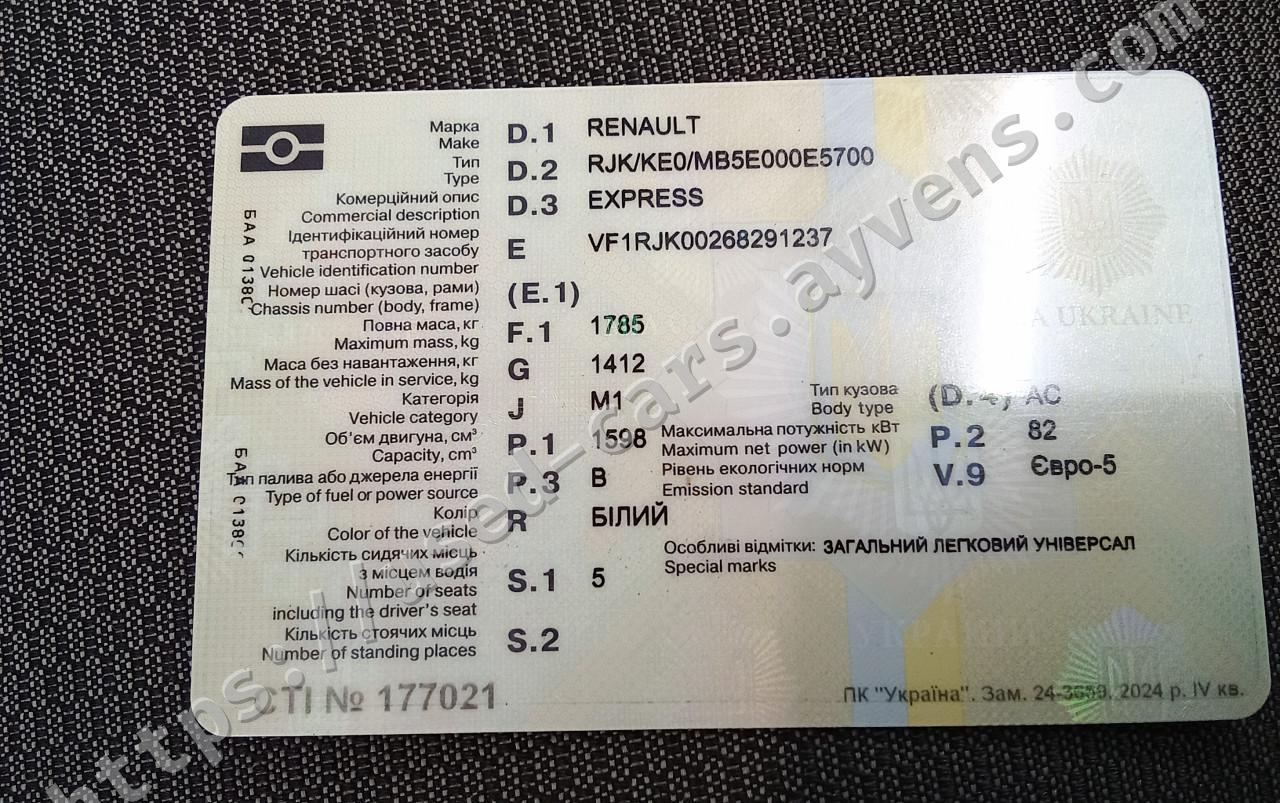 Марка D.1 RENAULT
Make
Тип D.2 RJK/KE0/MB5E000E5700
Type
Комерційний опис D.3 EXPRESS
Commercial description
Ідентифікаційний номер
транспортного засобу E VF1RJK00268291237
Vehicle identification number
Номер шасі (кузова, рами) (E.1)
Chassis number (body, frame)
Повна маса, кг F.1 1785
Maximum mass, kg
Маса без навантаження, кг G 1412
Mass of the vehicle in service, kg
Категорія J M1 Тип кузова (D.4) AC
Vehicle category Body type
Об'єм двигуна, см³ P.1 1598 Максимальна потужність кВт P.2 82
Capacity, cm³ Maximum net power (in kW)
Тип палива або джерела енергії P.3 B Рівень екологічних норм V.9 Євро-5
Type of fuel or power source Emission standard
Колір R БІЛИЙ
Color of the vehicle
Кількість сидячих місць Особливі відмітки: ЗАГАЛЬНИЙ ЛЕГКОВИЙ УНІВЕРСАЛ
з місцем водія S.1 5 Special marks
Number of seats
including the driver's seat
Кількість стоячих місць S.2
Number of standing places
СТІ № 177021
ПК "Україна". Зам. 2024 р. IV кв.
БАА
UKRAINE
https://used-cars.ayvens.com